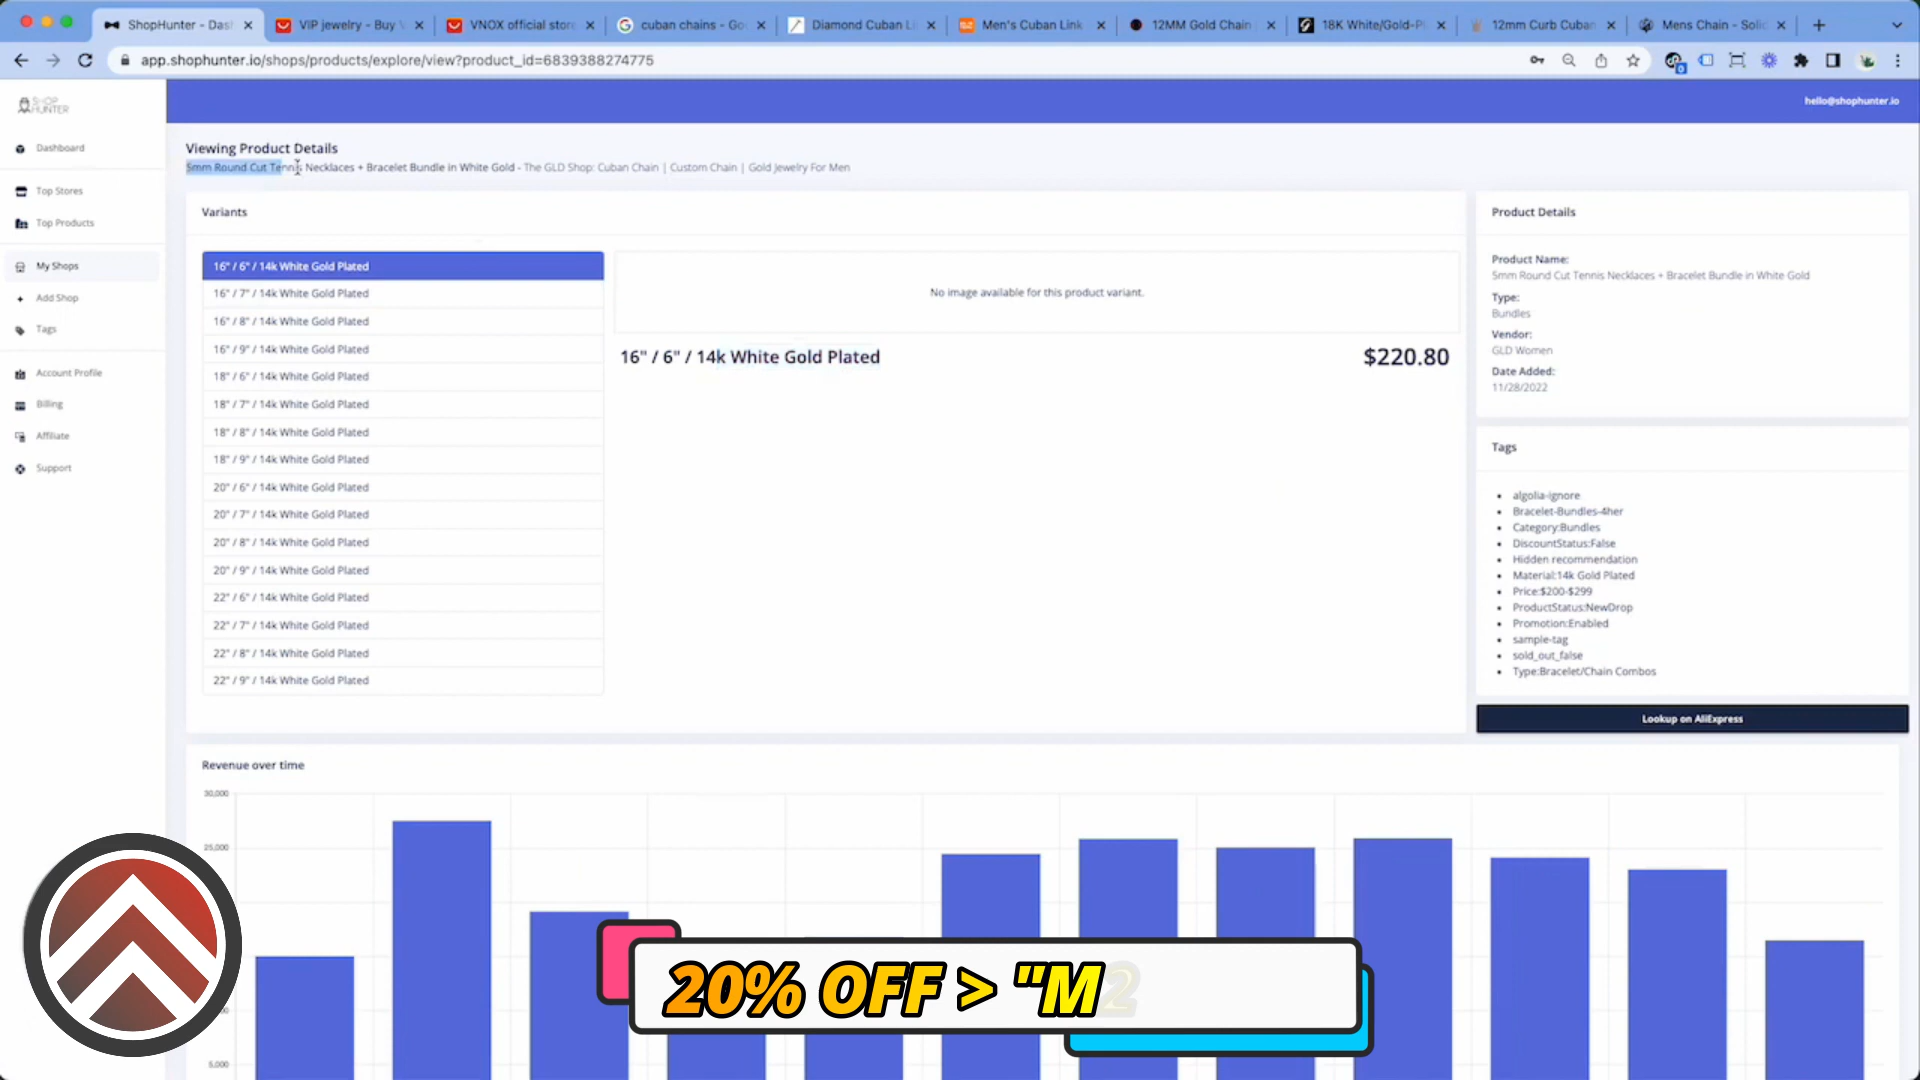 ShopHunter - Dash
VIP jewelry - Buy V
VNOX official store
cuban chains - Go
Diamond Cuban Li
Men's Cuban Link
12MM Gold Chain
18K White/Gold-Pl
12mm Curb Cuban
Mens Chain - Solid
app.shophunter.io/shops/products/explore/view?product_id=6839388274775
SHOP
HUNTER
hello@shophunter.io
Dashboard
Top Stores
Top Products
My Shops
Add Shop
Tags
Account Profile
Billing
Affiliate
Support
Viewing Product Details
5mm Round Cut Tennis Necklaces + Bracelet Bundle in White Gold - The GLD Shop: Cuban Chain | Custom Chain | Gold Jewelry For Men
Variants
16" / 6" / 14k White Gold Plated
16" / 7" / 14k White Gold Plated
16" / 8" / 14k White Gold Plated
16" / 9" / 14k White Gold Plated
18" / 6" / 14k White Gold Plated
18" / 7" / 14k White Gold Plated
18" / 8" / 14k White Gold Plated
18" / 9" / 14k White Gold Plated
20" / 6" / 14k White Gold Plated
20" / 7" / 14k White Gold Plated
20" / 8" / 14k White Gold Plated
20" / 9" / 14k White Gold Plated
22" / 6" / 14k White Gold Plated
22" / 7" / 14k White Gold Plated
22" / 8" / 14k White Gold Plated
22" / 9" / 14k White Gold Plated
No image available for this product variant.
16" / 6" / 14k White Gold Plated
$220.80
Product Details
Product Name:
5mm Round Cut Tennis Necklaces + Bracelet Bundle in White Gold
Type:
Bundles
Vendor:
GLD Women
Date Added:
11/28/2022
Tags
algolia-ignore
Bracelet-Bundles-4her
Category:Bundles
DiscountStatus:False
Hidden recommendation
Material:14k Gold Plated
Price:$200-$299
ProductStatus:NewDrop
Promotion:Enabled
sample-tag
sold_out_false
Type:Bracelet/Chain Combos
Lookup on AliExpress
Revenue over time
30,000
25,000
5,000
20% OFF > "M2